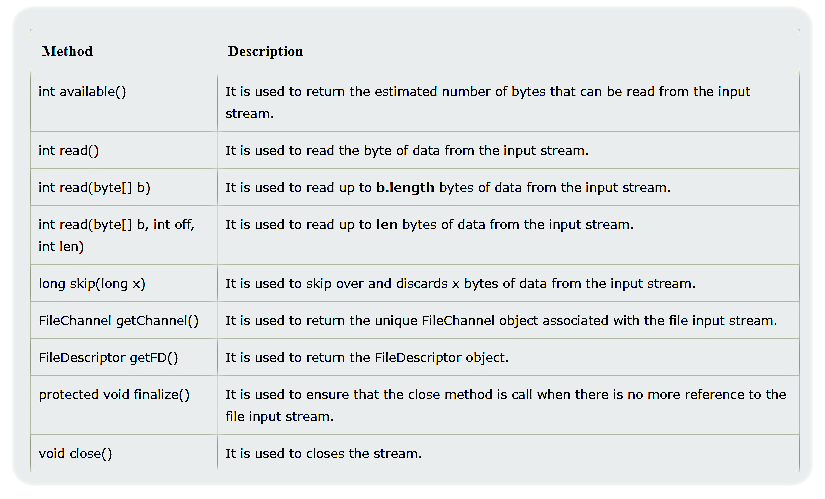 Method Description
int available() It is used to return the estimated number of bytes that can be read from the input
stream.
int read() It is used to read the byte of data from the input stream.
int read(byte[] b) It is used to read up to b.length bytes of data from the input stream.
int read(byte[] b, int off, It is used to read up to len bytes of data from the input stream.
int len)
long skip(long x) It is used to skip over and discards x bytes of data from the input stream.
FileChannel getChannel() It is used to return the unique FileChannel object associated with the file input stream.
FileDescriptor getFD() It is used to return the FileDescriptor object.
protected void finalize() It is used to ensure that the close method is call when there is no more reference to the
file input stream.
void close() It is used to closes the stream.